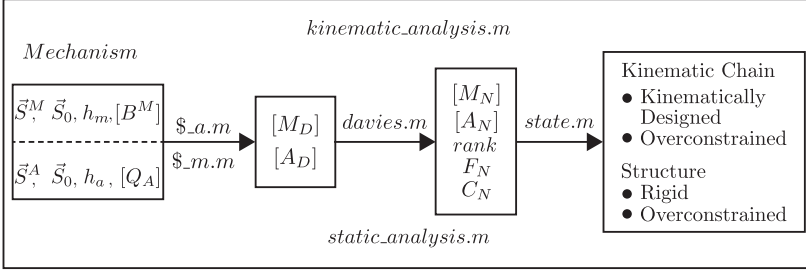 kinematic_analysis.m
Mechanism
$\vec{S}^M, \vec{S}_0, h_m, [B^M]$
$\vec{S}^A, \vec{S}_0, h_a, [Q_A]$
$_a.m
$_m.m
[M_D]
[A_D]
davies.m
[M_N]
[A_N]
rank
F_N
C_N
state.m
Kinematic Chain
● Kinematically
Designed
● Overconstrained
Structure
● Rigid
● Overconstrained
static_analysis.m